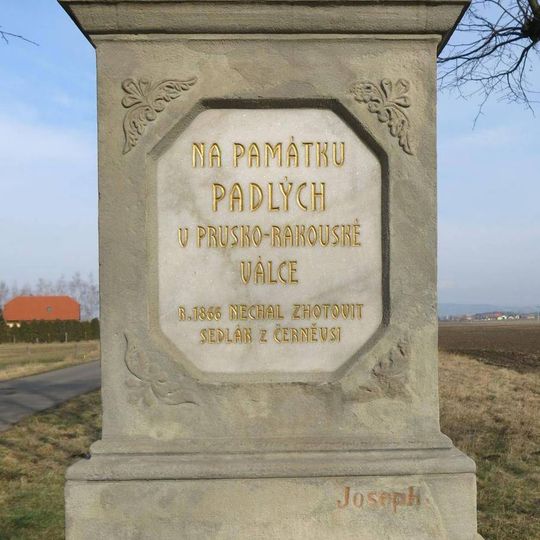 NA PAMÁTKU
PADLÝCH
V PRUSKO-RAKOUSKÉ
VÁLCE
R. 1866 NECHAL ZHOTOVIT
SEDLÁK Z ČERNĚVSI
Joseph.